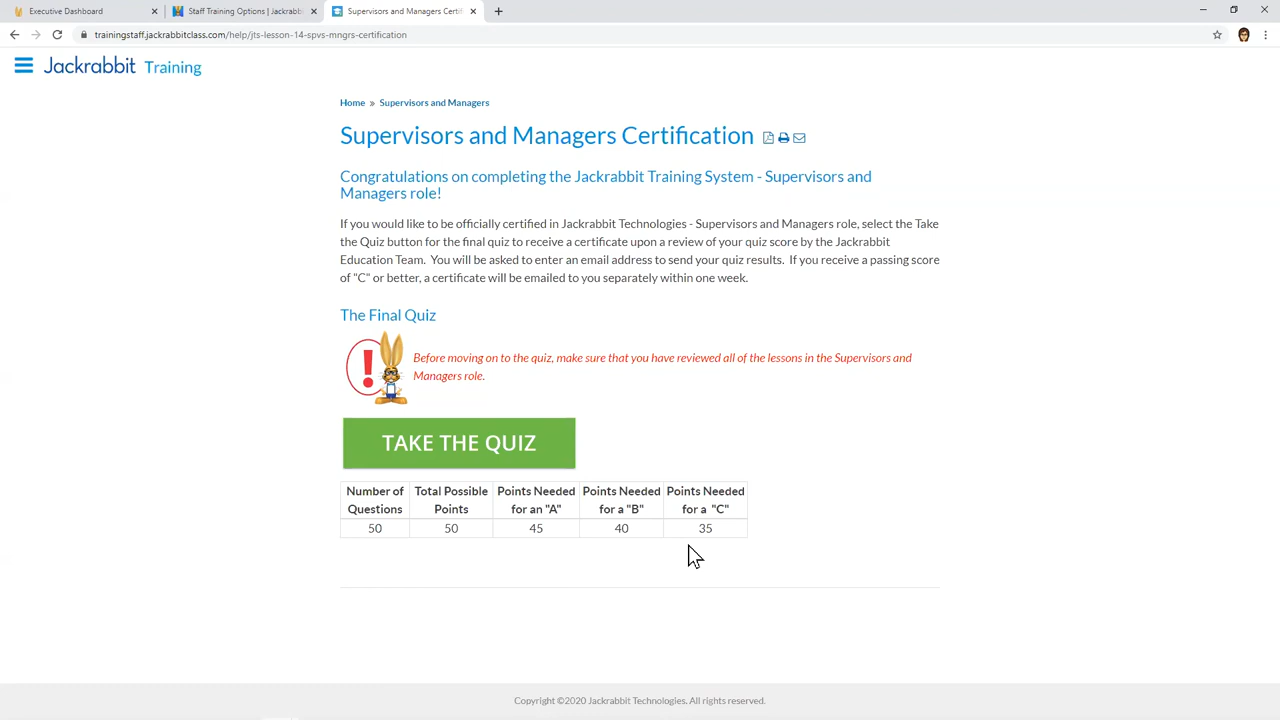 Executive Dashboard
Staff Training Options | Jackrabb
Supervisors and Managers Certif
trainingstaff.jackrabbitclass.com/help/jts-lesson-14-spvs-mngrs-certification
Jackrabbit Training
Home » Supervisors and Managers
Supervisors and Managers Certification
Congratulations on completing the Jackrabbit Training System - Supervisors and
Managers role!
If you would like to be officially certified in Jackrabbit Technologies - Supervisors and Managers role, select the Take
the Quiz button for the final quiz to receive a certificate upon a review of your quiz score by the Jackrabbit
Education Team.  You will be asked to enter an email address to send your quiz results.  If you receive a passing score
of "C" or better, a certificate will be emailed to you separately within one week.
The Final Quiz
Before moving on to the quiz, make sure that you have reviewed all of the lessons in the Supervisors and
Managers role.
TAKE THE QUIZ
Number of Questions
Total Possible Points
Points Needed for an "A"
Points Needed for a "B"
Points Needed for a "C"
50 50 45 40 35
Copyright ©2020 Jackrabbit Technologies. All rights reserved.